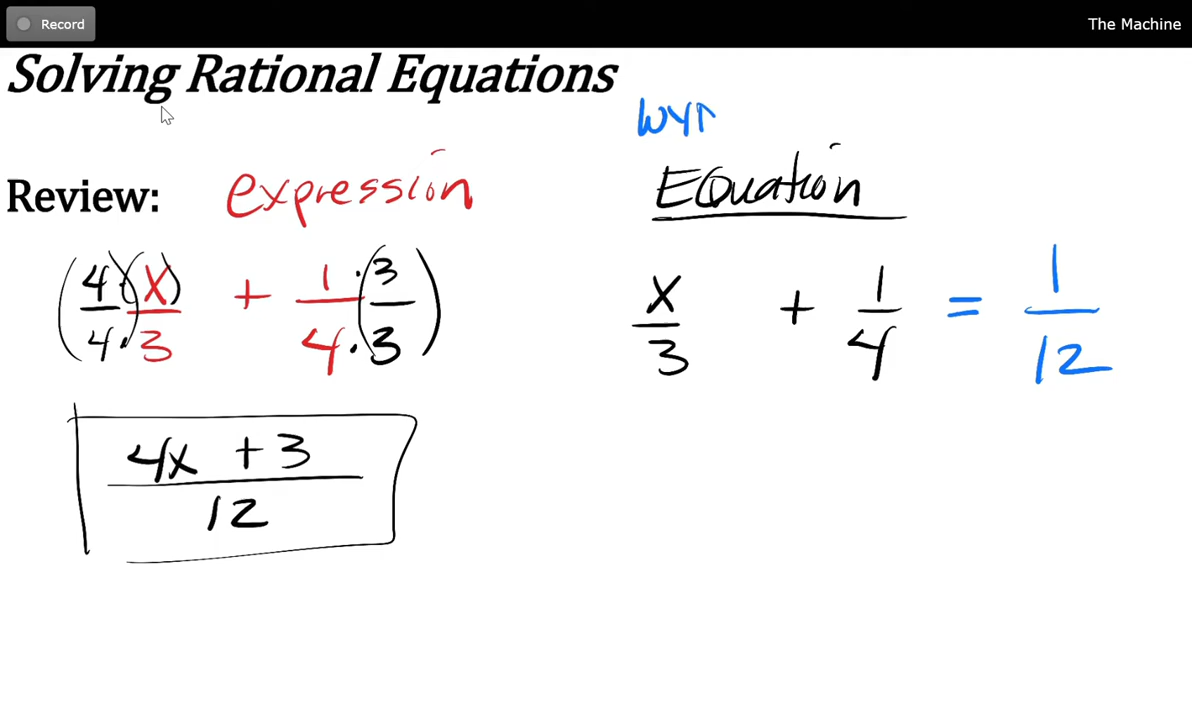 Record
The Machine
Solving Rational Equations
Review: expression
(4/4)·(x)/3 + 1/4·(3/3)
4x + 3
12
Equation
x/3 + 1/4 = 1/12